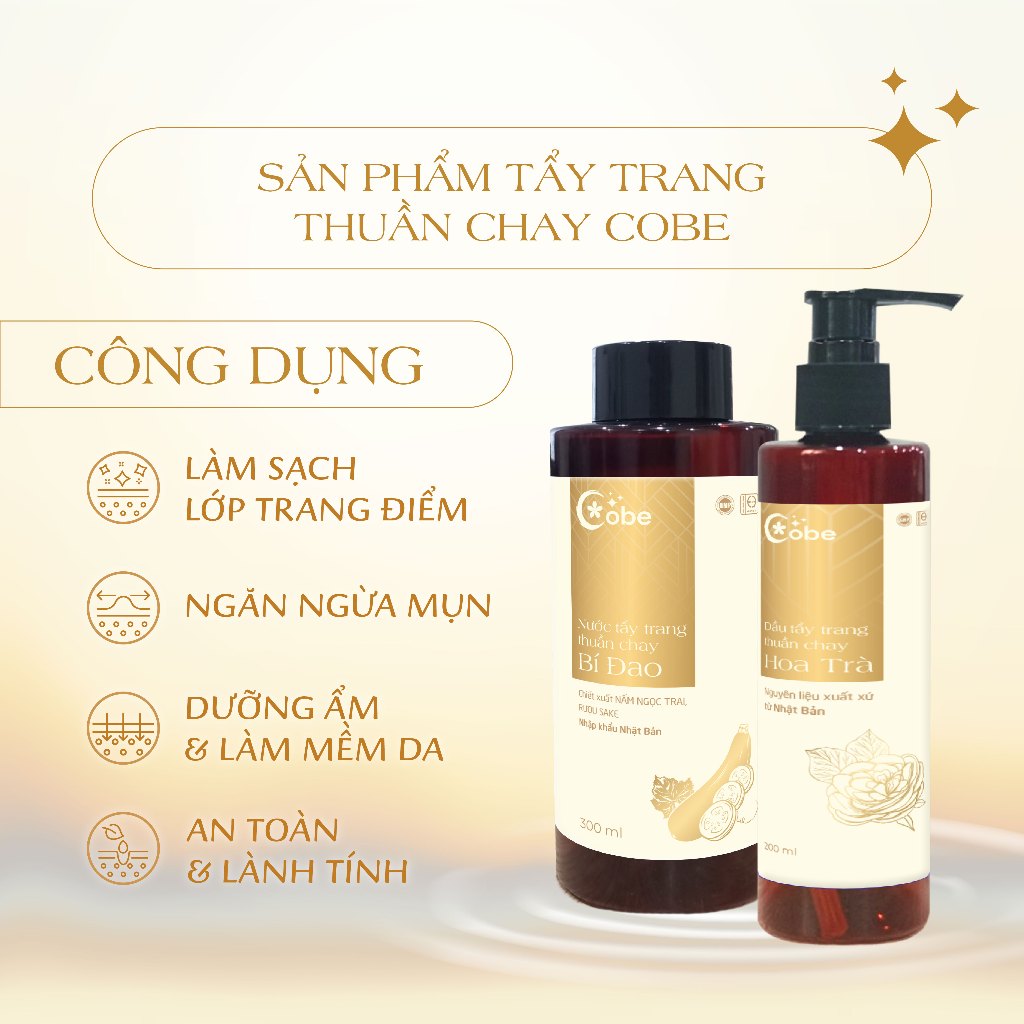 SẢN PHẨM TẨY TRANG
THUẦN CHAY COBE
CÔNG DỤNG
LÀM SẠCH
LỚP TRANG ĐIỂM
NGĂN NGỪA MỤN
DƯỠNG ẨM
& LÀM MỀM DA
AN TOÀN
& LÀNH TÍNH
Cobe
Nước tẩy trang
thuần chay
Bí Đao
Chiết xuất NẤM NGỌC TRAI,
RƯỢU SAKE
Nhập khẩu Nhật Bản
300 ml
Cobe
Dầu tẩy trang
thuần chay
Hoa Trà
Nguyên liệu xuất xứ
từ Nhật Bản
200 ml